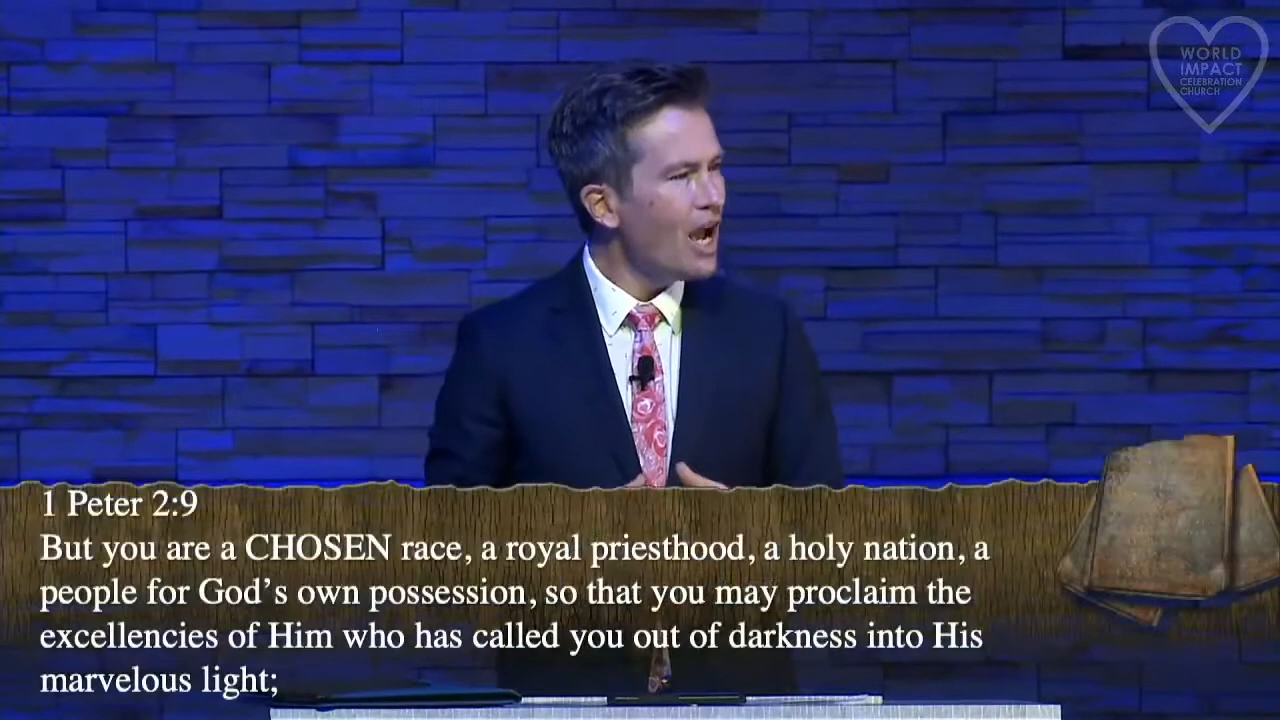 WORLD
IMPACT
CELEBRATION
CHURCH
1 Peter 2:9
But you are a CHOSEN race, a royal priesthood, a holy nation, a
people for God’s own possession, so that you may proclaim the
excellencies of Him who has called you out of darkness into His
marvelous light;